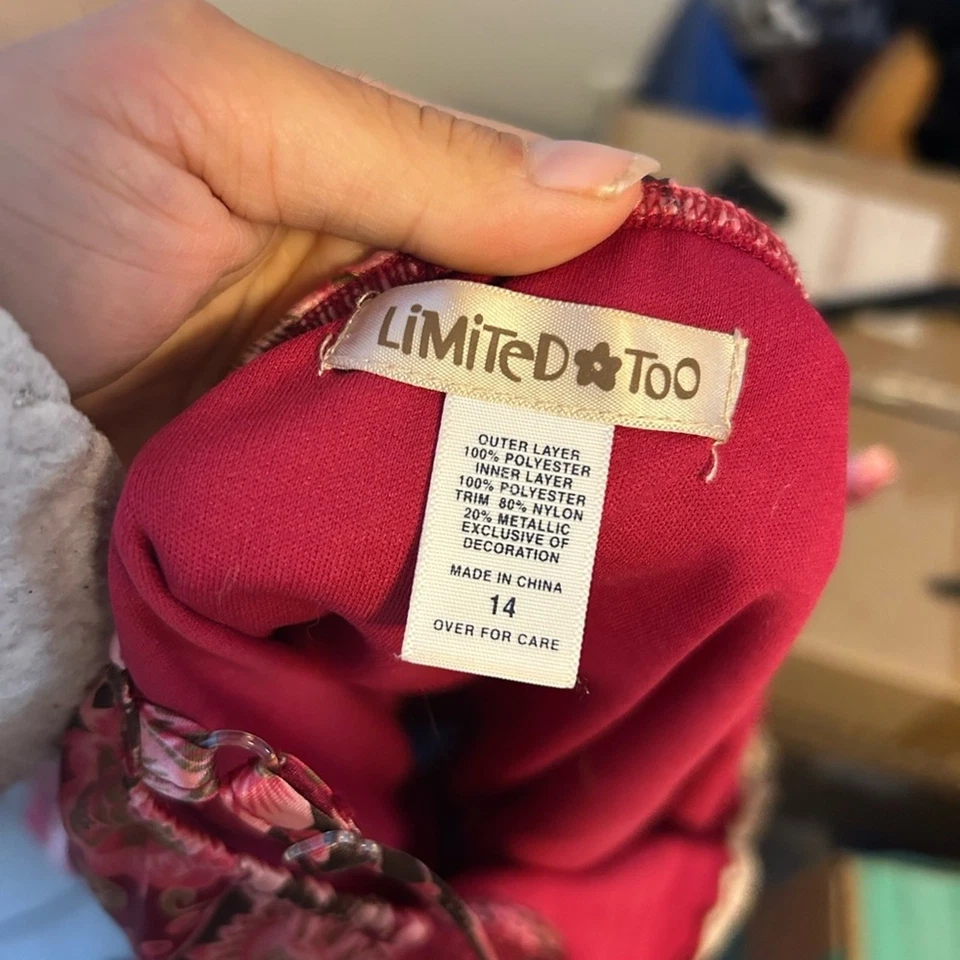 LiMiTeD TOO
OUTER LAYER
100% POLYESTER
INNER LAYER
100% POLYESTER
TRIM 80% NYLON
20% METALLIC
EXCLUSIVE OF
DECORATION
MADE IN CHINA
14
OVER FOR CARE